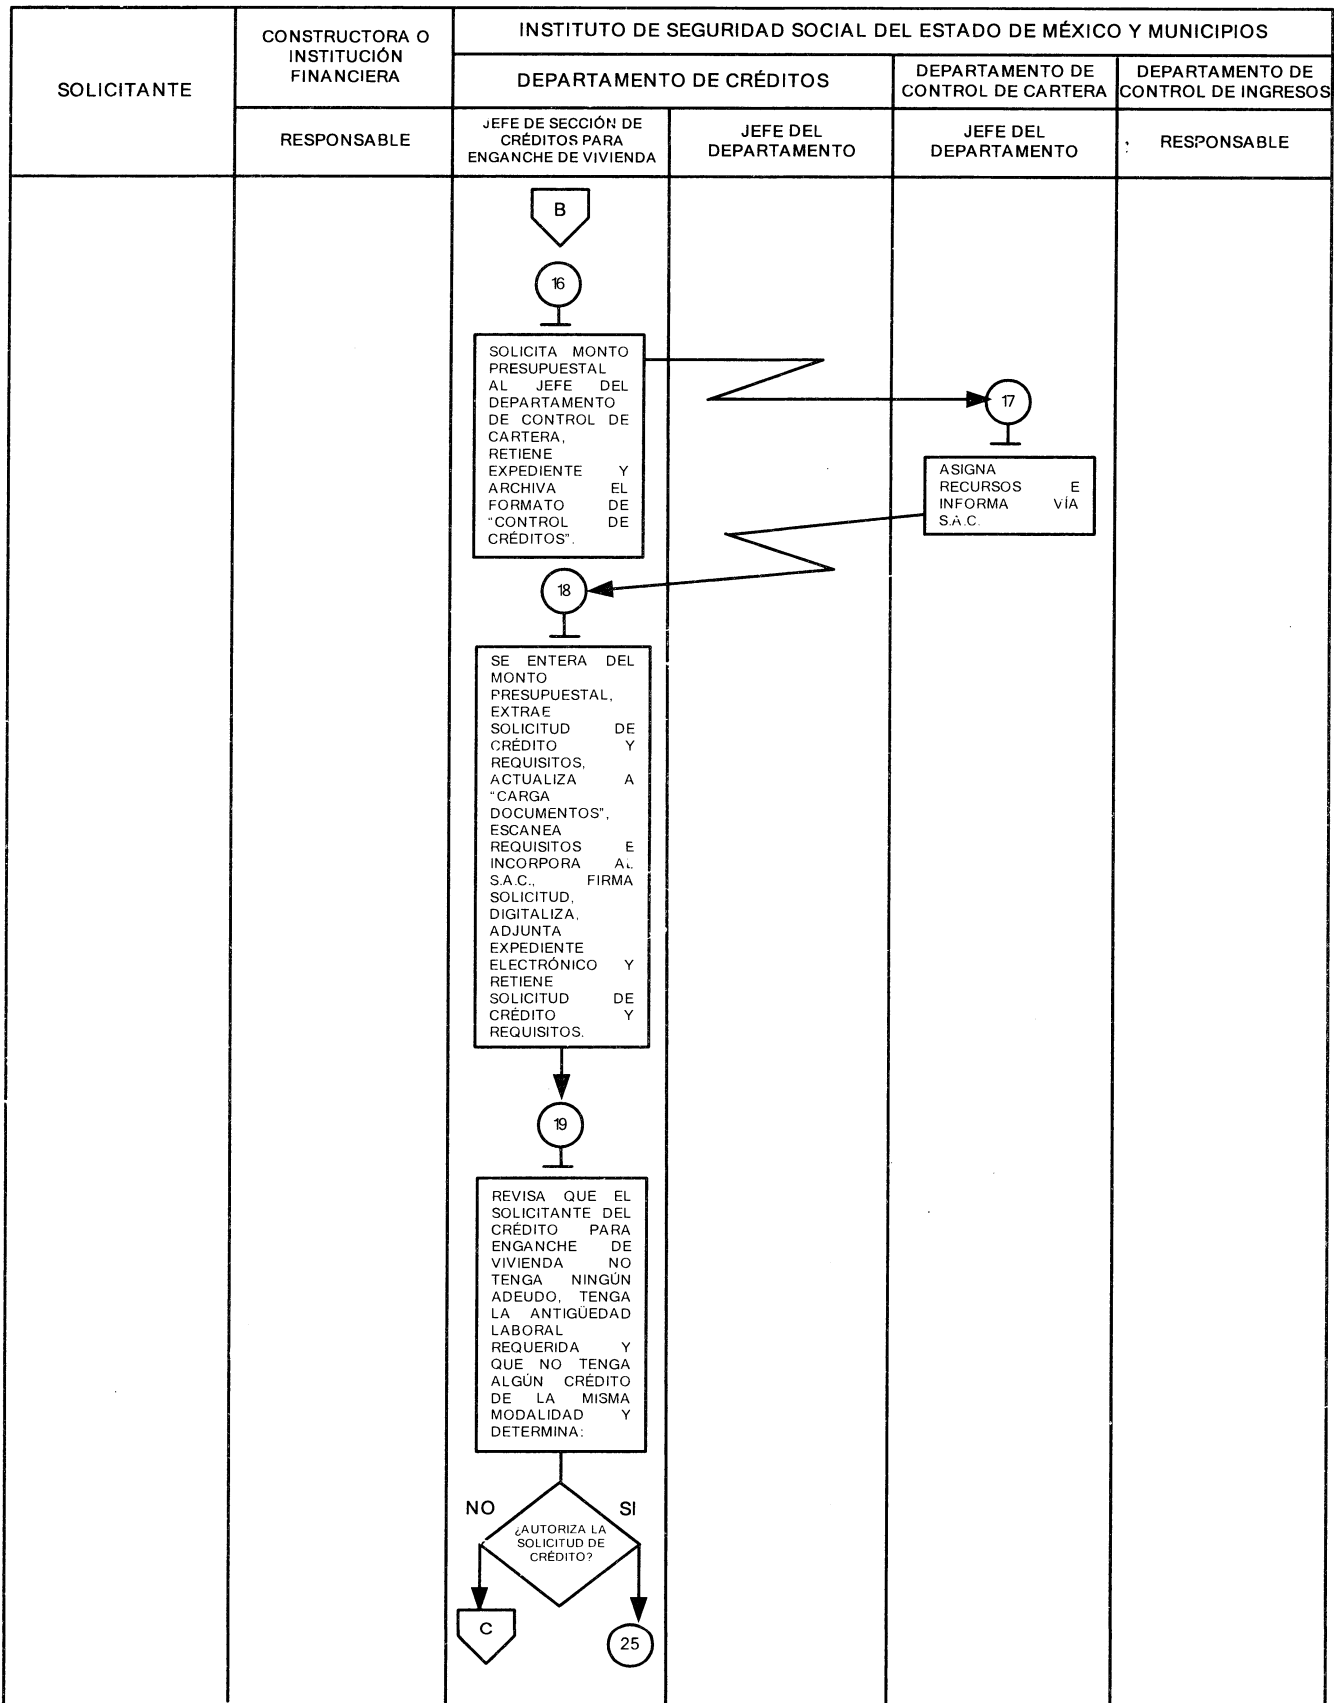 SOLICITANTE
CONSTRUCTORA O
INSTITUCIÓN
FINANCIERA
RESPONSABLE
INSTITUTO DE SEGURIDAD SOCIAL DEL ESTADO DE MÉXICO Y MUNICIPIOS
DEPARTAMENTO DE CRÉDITOS
DEPARTAMENTO DE
CONTROL DE CARTERA
DEPARTAMENTO DE
CONTROL DE INGRESOS
JEFE DE SECCIÓN DE
CRÉDITOS PARA
ENGANCHE DE VIVIENDA
JEFE DEL
DEPARTAMENTO
JEFE DEL
DEPARTAMENTO
RESPONSABLE
B
16
SOLICITA MONTO
PRESUPUESTAL
AL JEFE DEL
DEPARTAMENTO
DE CONTROL DE
CARTERA,
RETIENE
EXPEDIENTE Y
ARCHIVA EL
FORMATO DE
"CONTROL DE
CRÉDITOS".
17
ASIGNA
RECURSOS E
INFORMA VÍA
S.A.C.
18
SE ENTERA DEL
MONTO
PRESUPUESTAL,
EXTRAE
SOLICITUD DE
CRÉDITO Y
REQUISITOS,
ACTUALIZA A
"CARGA
DOCUMENTOS",
ESCANEA
REQUISITOS E
INCORPORA AL
S.A.C., FIRMA
SOLICITUD,
DIGITALIZA,
ADJUNTA
EXPEDIENTE
ELECTRÓNICO Y
RETIENE
SOLICITUD DE
CRÉDITO Y
REQUISITOS.
19
REVISA QUE EL
SOLICITANTE DEL
CRÉDITO PARA
ENGANCHE DE
VIVIENDA NO
TENGA NINGÚN
ADEUDO, TENGA
LA ANTIGÜEDAD
LABORAL
REQUERIDA Y
QUE NO TENGA
ALGÚN CRÉDITO
DE LA MISMA
MODALIDAD Y
DETERMINA:
NO
SI
¿AUTORIZA LA
SOLICITUD DE
CRÉDITO?
C
25